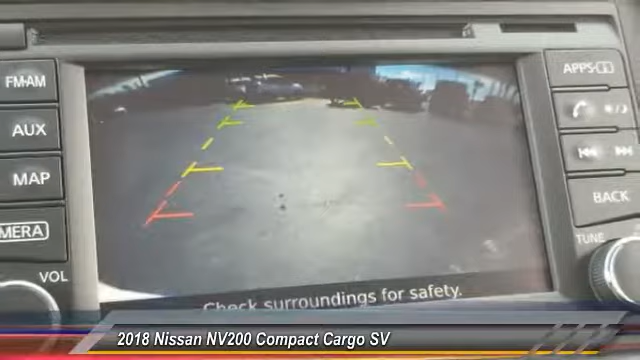 FM·AM
AUX
MAP
MERA
VOL
APPS·i
BACK
TUNE
Check surroundings for safety.
2018 Nissan NV200 Compact Cargo SV